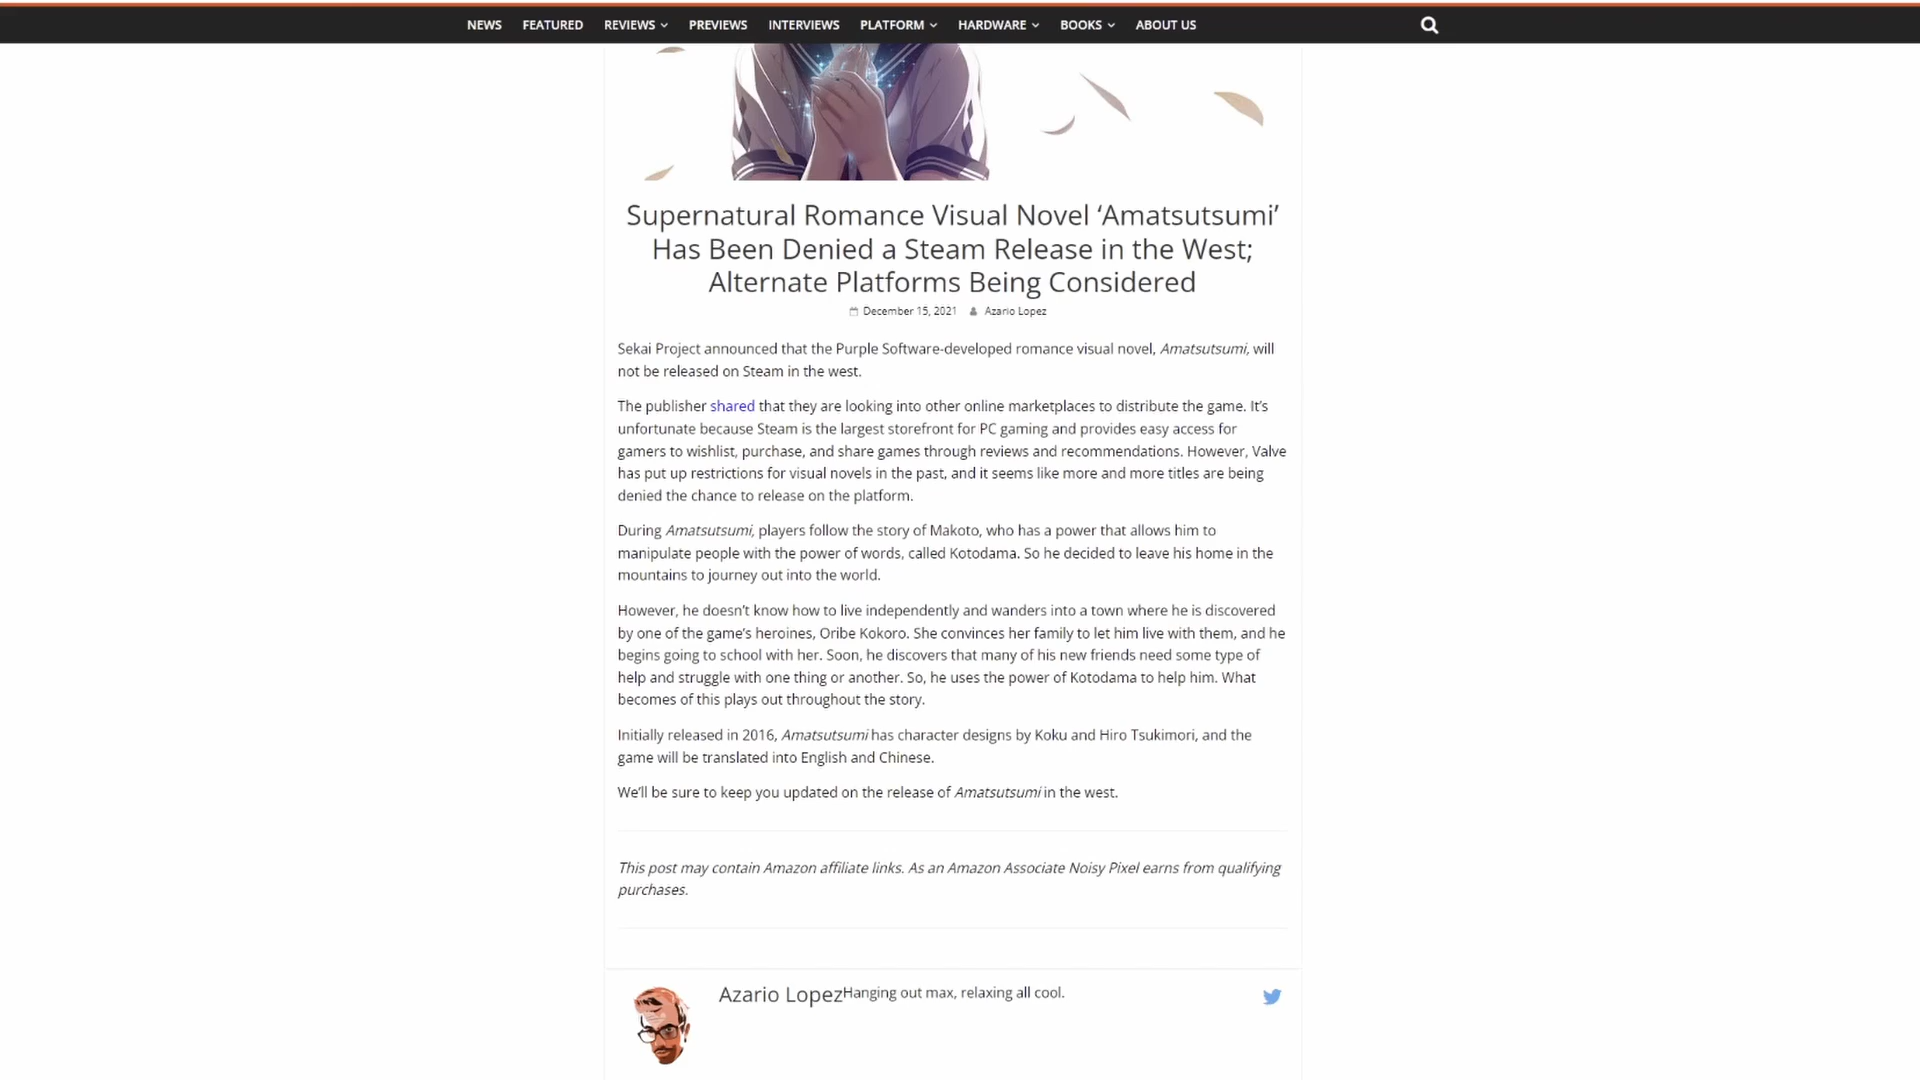 NEWS FEATURED REVIEWS PREVIEWS INTERVIEWS PLATFORM HARDWARE BOOKS ABOUT US
Supernatural Romance Visual Novel ‘Amatsutsumi’
Has Been Denied a Steam Release in the West;
Alternate Platforms Being Considered
December 15, 2021 Azario Lopez
Sekai Project announced that the Purple Software-developed romance visual novel, Amatsutsumi, will
not be released on Steam in the west.
The publisher shared that they are looking into other online marketplaces to distribute the game. It’s
unfortunate because Steam is the largest storefront for PC gaming and provides easy access for
gamers to wishlist, purchase, and share games through reviews and recommendations. However, Valve
has put up restrictions for visual novels in the past, and it seems like more and more titles are being
denied the chance to release on the platform.
During Amatsutsumi, players follow the story of Makoto, who has a power that allows him to
manipulate people with the power of words, called Kotodama. So he decided to leave his home in the
mountains to journey out into the world.
However, he doesn’t know how to live independently and wanders into a town where he is discovered
by one of the game’s heroines, Oribe Kokoro. She convinces her family to let him live with them, and he
begins going to school with her. Soon, he discovers that many of his new friends need some type of
help and struggle with one thing or another. So, he uses the power of Kotodama to help him. What
becomes of this plays out throughout the story.
Initially released in 2016, Amatsutsumi has character designs by Koku and Hiro Tsukimori, and the
game will be translated into English and Chinese.
We’ll be sure to keep you updated on the release of Amatsutsumi in the west.
This post may contain Amazon affiliate links. As an Amazon Associate Noisy Pixel earns from qualifying
purchases.
Azario Lopez Hanging out max, relaxing all cool.